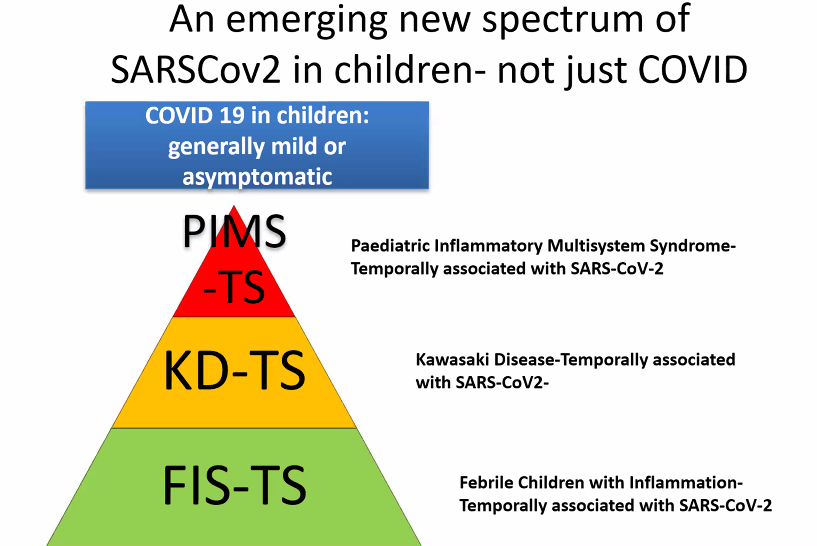 An emerging new spectrum of
SARSCov2 in children- not just COVID
COVID 19 in children:
generally mild or
asymptomatic
PIMS
-TS
Paediatric Inflammatory Multisystem Syndrome-
Temporally associated with SARS-CoV-2
KD-TS
Kawasaki Disease-Temporally associated
with SARS-CoV2-
FIS-TS
Febrile Children with Inflammation-
Temporally associated with SARS-CoV-2